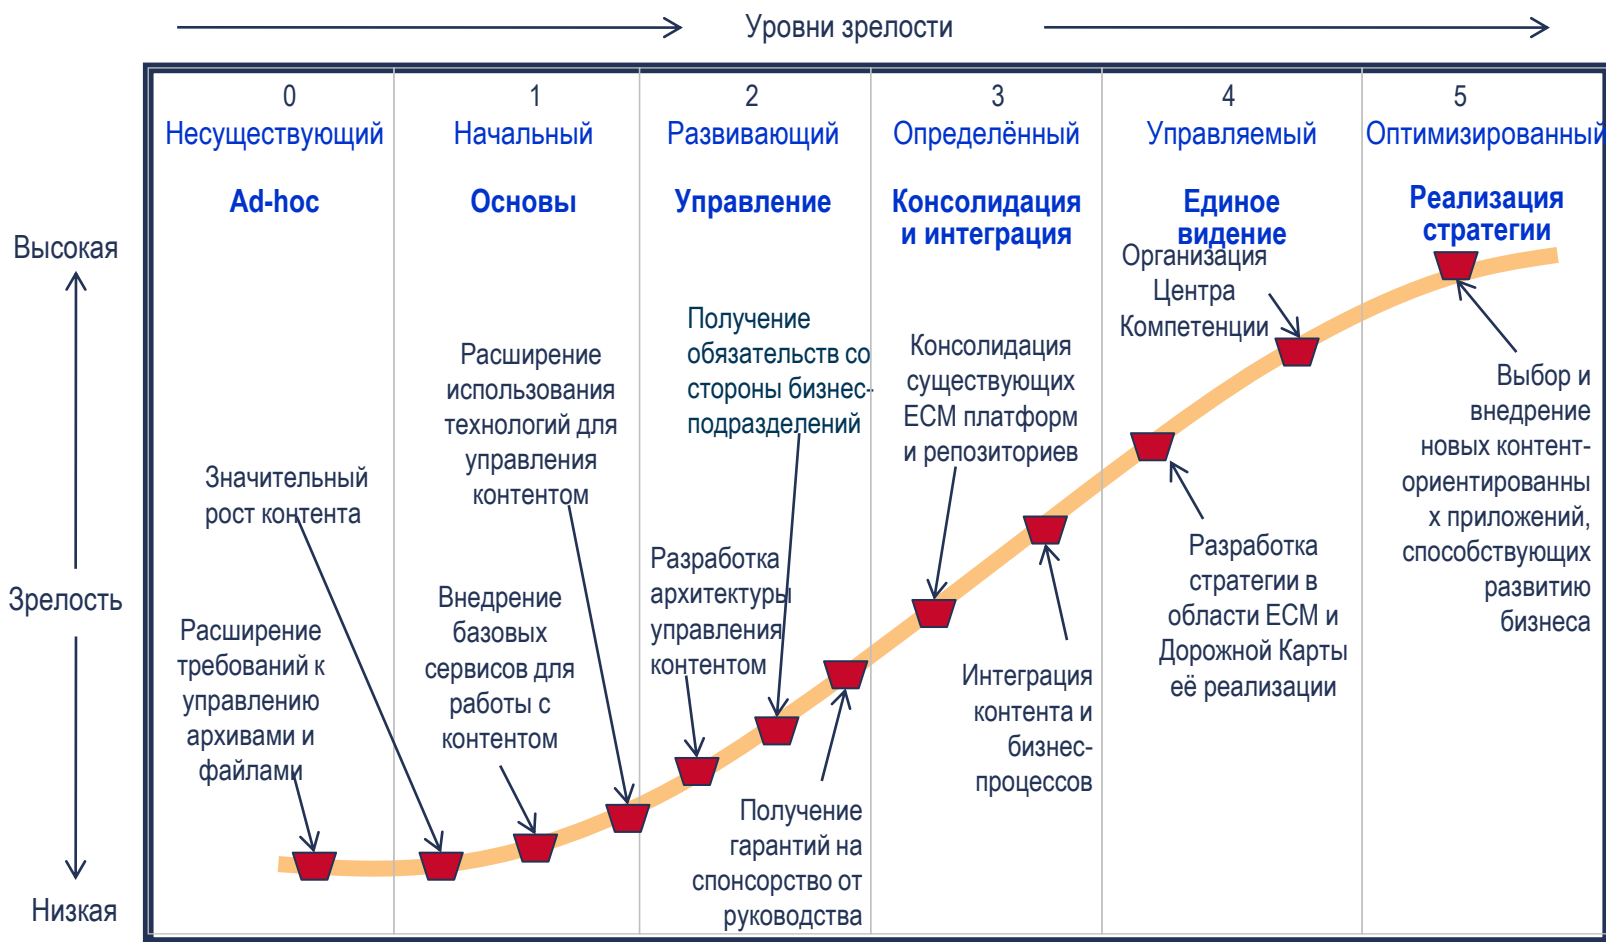 Уровни зрелости
0
Несуществующий
Ad-hoc
1
Начальный
Основы
2
Развивающий
Управление
3
Определённый
Консолидация
и интеграция
4
Управляемый
Единое
видение
5
Оптимизированный
Реализация
стратегии
Высокая
Зрелость
Низкая
Расширение
требований к
управлению
архивами и
файлами
Значительный
рост контента
Внедрение
базовых
сервисов для
работы с
контентом
Расширение
использования
технологий для
управления
контентом
Разработка
архитектуры
управления
контентом
Получение
обязательств со
стороны бизнес-
подразделений
Получение
гарантий на
спонсорство от
руководства
Консолидация
существующих
ECM платформ
и репозиториев
Интеграция
контента и
бизнес-
процессов
Разработка
стратегии в
области ECM и
Дорожной Карты
её реализации
Организация
Центра
Компетенции
Выбор и
внедрение
новых контент-
ориентированны
х приложений,
способствующих
развитию
бизнеса